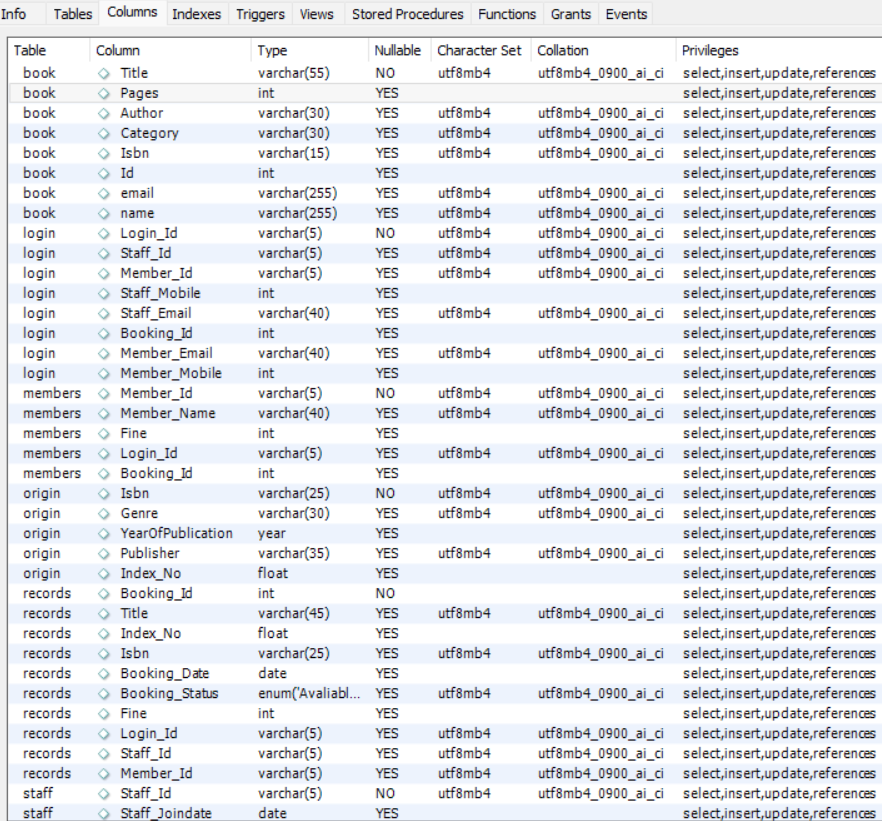 Info Tables Columns Indexes Triggers Views Stored Procedures Functions Grants Events
Table Column Type Nullable Character Set Collation Privileges
book Title varchar(55) NO utf8mb4 utf8mb4_0900_ai_ci select,insert,update,references
book Pages int YES select,insert,update,references
book Author varchar(30) YES utf8mb4 utf8mb4_0900_ai_ci select,insert,update,references
book Category varchar(30) YES utf8mb4 utf8mb4_0900_ai_ci select,insert,update,references
book Isbn varchar(15) YES utf8mb4 utf8mb4_0900_ai_ci select,insert,update,references
book Id int YES select,insert,update,references
book email varchar(255) YES utf8mb4 utf8mb4_0900_ai_ci select,insert,update,references
book name varchar(255) YES utf8mb4 utf8mb4_0900_ai_ci select,insert,update,references
login Login_Id varchar(5) NO utf8mb4 utf8mb4_0900_ai_ci select,insert,update,references
login Staff_Id varchar(5) YES utf8mb4 utf8mb4_0900_ai_ci select,insert,update,references
login Member_Id varchar(5) YES utf8mb4 utf8mb4_0900_ai_ci select,insert,update,references
login Staff_Mobile int YES select,insert,update,references
login Staff_Email varchar(40) YES utf8mb4 utf8mb4_0900_ai_ci select,insert,update,references
login Booking_Id int YES select,insert,update,references
login Member_Email varchar(40) YES utf8mb4 utf8mb4_0900_ai_ci select,insert,update,references
login Member_Mobile int YES select,insert,update,references
members Member_Id varchar(5) NO utf8mb4 utf8mb4_0900_ai_ci select,insert,update,references
members Member_Name varchar(40) YES utf8mb4 utf8mb4_0900_ai_ci select,insert,update,references
members Fine int YES select,insert,update,references
members Login_Id varchar(5) YES utf8mb4 utf8mb4_0900_ai_ci select,insert,update,references
members Booking_Id int YES select,insert,update,references
origin Isbn varchar(25) NO utf8mb4 utf8mb4_0900_ai_ci select,insert,update,references
origin Genre varchar(30) YES utf8mb4 utf8mb4_0900_ai_ci select,insert,update,references
origin YearOfPublication year YES select,insert,update,references
origin Publisher varchar(35) YES utf8mb4 utf8mb4_0900_ai_ci select,insert,update,references
origin Index_No float YES select,insert,update,references
records Booking_Id int NO select,insert,update,references
records Title varchar(45) YES utf8mb4 utf8mb4_0900_ai_ci select,insert,update,references
records Index_No float YES select,insert,update,references
records Isbn varchar(25) YES utf8mb4 utf8mb4_0900_ai_ci select,insert,update,references
records Booking_Date date YES select,insert,update,references
records Booking_Status enum('Avaliabl... YES utf8mb4 utf8mb4_0900_ai_ci select,insert,update,references
records Fine int YES select,insert,update,references
records Login_Id varchar(5) YES utf8mb4 utf8mb4_0900_ai_ci select,insert,update,references
records Staff_Id varchar(5) YES utf8mb4 utf8mb4_0900_ai_ci select,insert,update,references
records Member_Id varchar(5) YES utf8mb4 utf8mb4_0900_ai_ci select,insert,update,references
staff Staff_Id varchar(5) NO utf8mb4 utf8mb4_0900_ai_ci select,insert,update,references
staff Staff_Joindate date YES select,insert,update,references